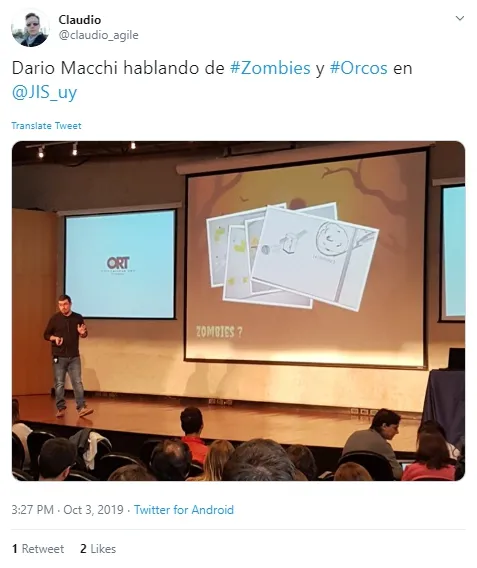 Claudio
@claudio_agile
Dario Macchi hablando de #Zombies y #Orcos en
@JIS_uy
Translate Tweet
ORT
ZOMBIES ?
3:27 PM · Oct 3, 2019 · Twitter for Android
1 Retweet 2 Likes